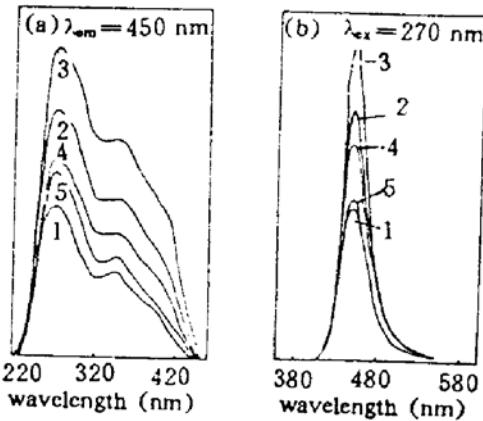 (a) λem = 450 nm
3
2
4
5
1
220 320 420
wavelength (nm)
(b) λex = 270 nm
3
2
4
5
1
380 480 580
wavelength (nm)